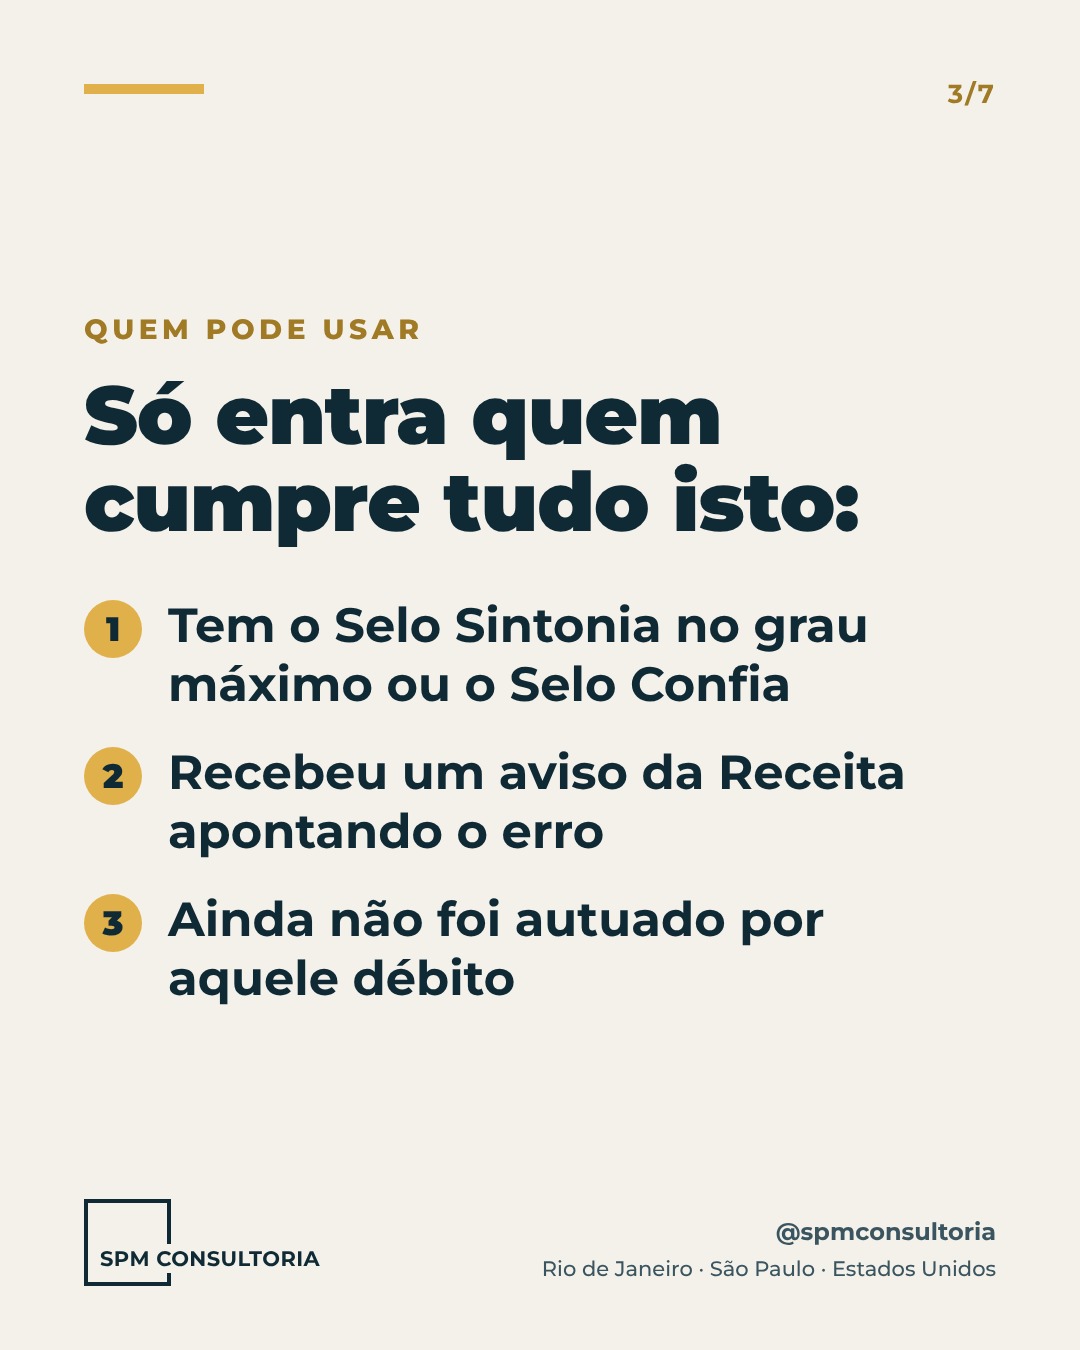 3/7
QUEM PODE USAR
Só entra quem
cumpre tudo isto:
1 Tem o Selo Sintonia no grau
máximo ou o Selo Confia
2 Recebeu um aviso da Receita
apontando o erro
3 Ainda não foi autuado por
aquele débito
SPM CONSULTORIA
@spmconsultoria
Rio de Janeiro · São Paulo · Estados Unidos